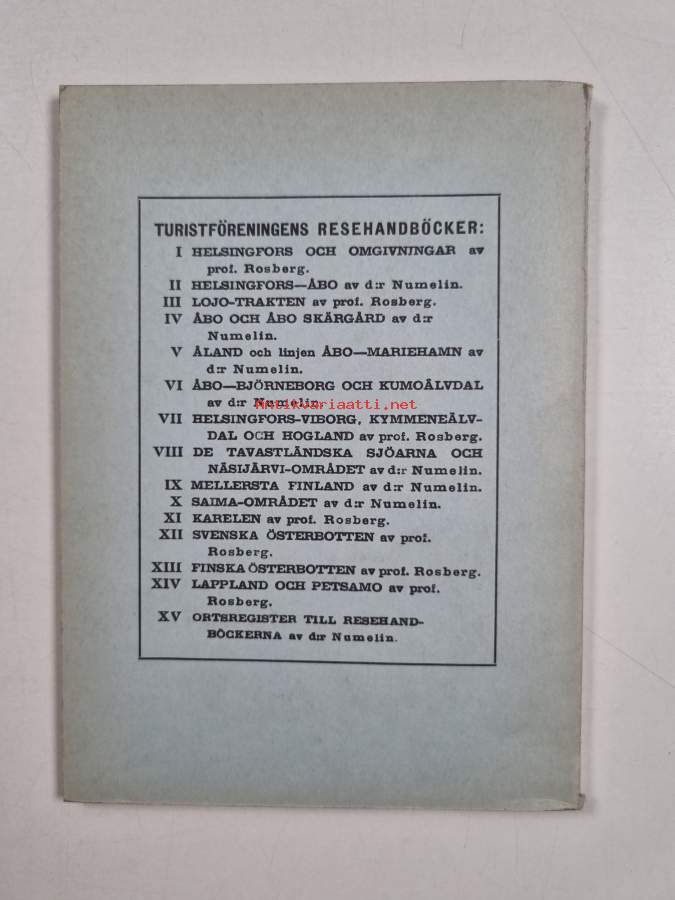 TURISTFÖRENINGENS RESEHANDBÖCKER:
I HELSINGFORS OCH OMGIVNINGAR av
prof. Rosberg.
II HELSINGFORS—ÅBO av d:r Numelin.
III LOJO-TRAKTEN av prof. Rosberg.
IV ÅBO OCH ÅBO SKÄRGÅRD av d:r
Numelin.
V ÅLAND och linjen ÅBO—MARIEHAMN av
d:r Numelin.
VI ÅBO—BJÖRNEBORG OCH KUMOÄLVDAL
av d:r Numelin.
Antikvariaatti.net
VII HELSINGFORS-VIBORG, KYMMENEÄLV-
DAL OCH HOGLAND av prof. Rosberg.
VIII DE TAVASTLÄNDSKA SJÖARNA OCH
NÄSIJÄRVI-OMRÅDET av d:r Numelin.
IX MELLERSTA FINLAND av d:r Numelin.
X SAIMA-OMRÅDET av d:r Numelin.
XI KARELEN av prof. Rosberg.
XII SVENSKA ÖSTERBOTTEN av prof.
Rosberg.
XIII FINSKA ÖSTERBOTTEN av prof. Rosberg.
XIV LAPPLAND OCH PETSAMO av prof.
Rosberg.
XV ORTSREGISTER TILL RESEHAND-
BÖCKERNA av d:r Numelin.